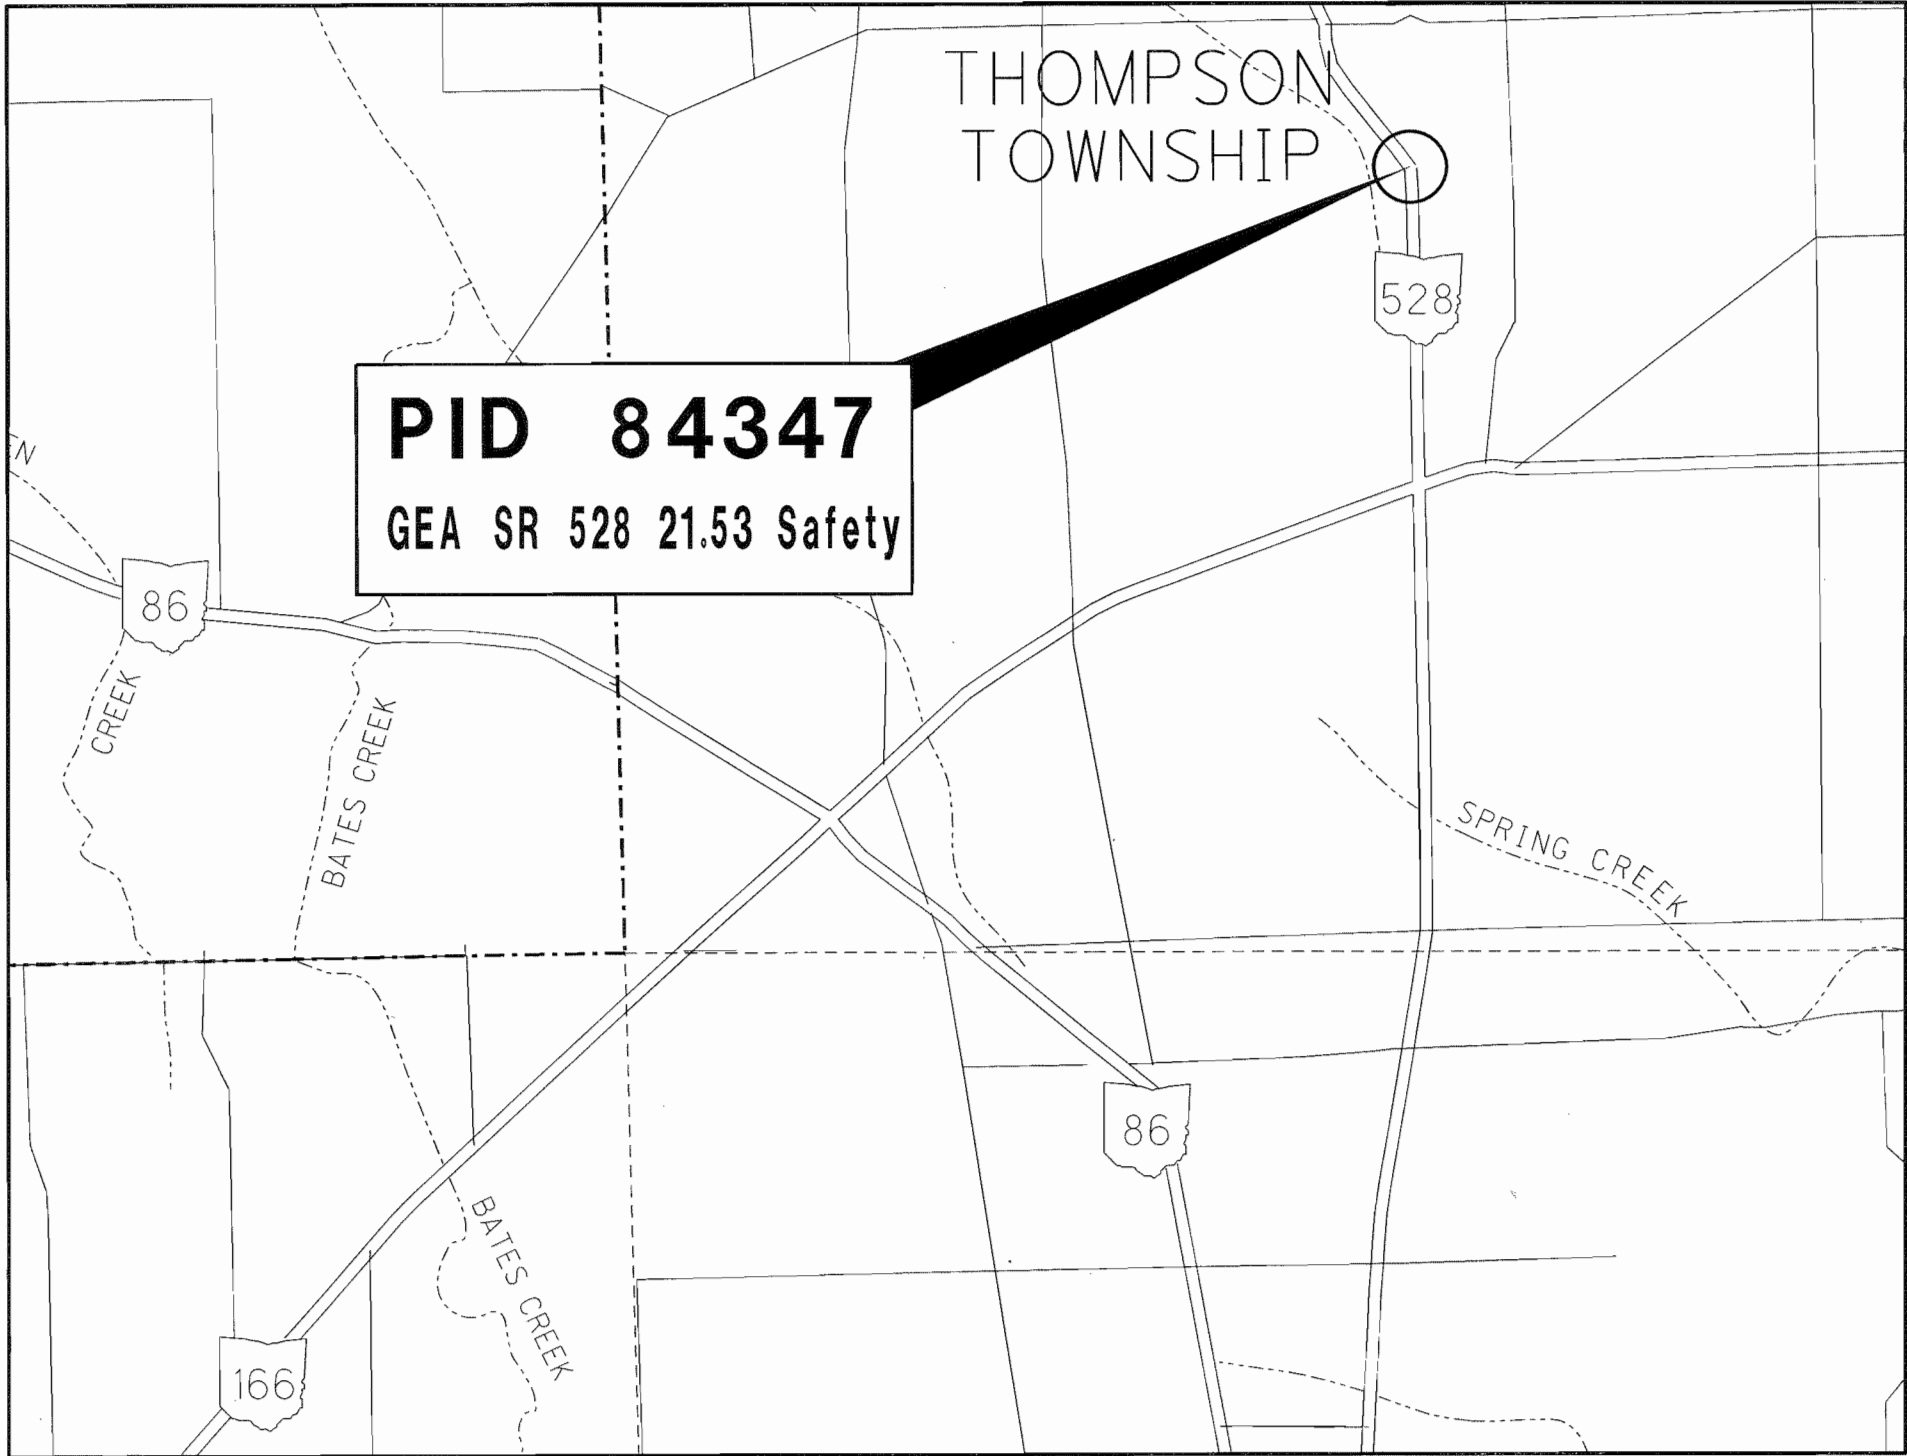 THOMPSON
TOWNSHIP
528
PID 84347
GEA SR 528 21.53 Safety
86
CREEK
BATES CREEK
SPRING CREEK
86
BATES CREEK
166